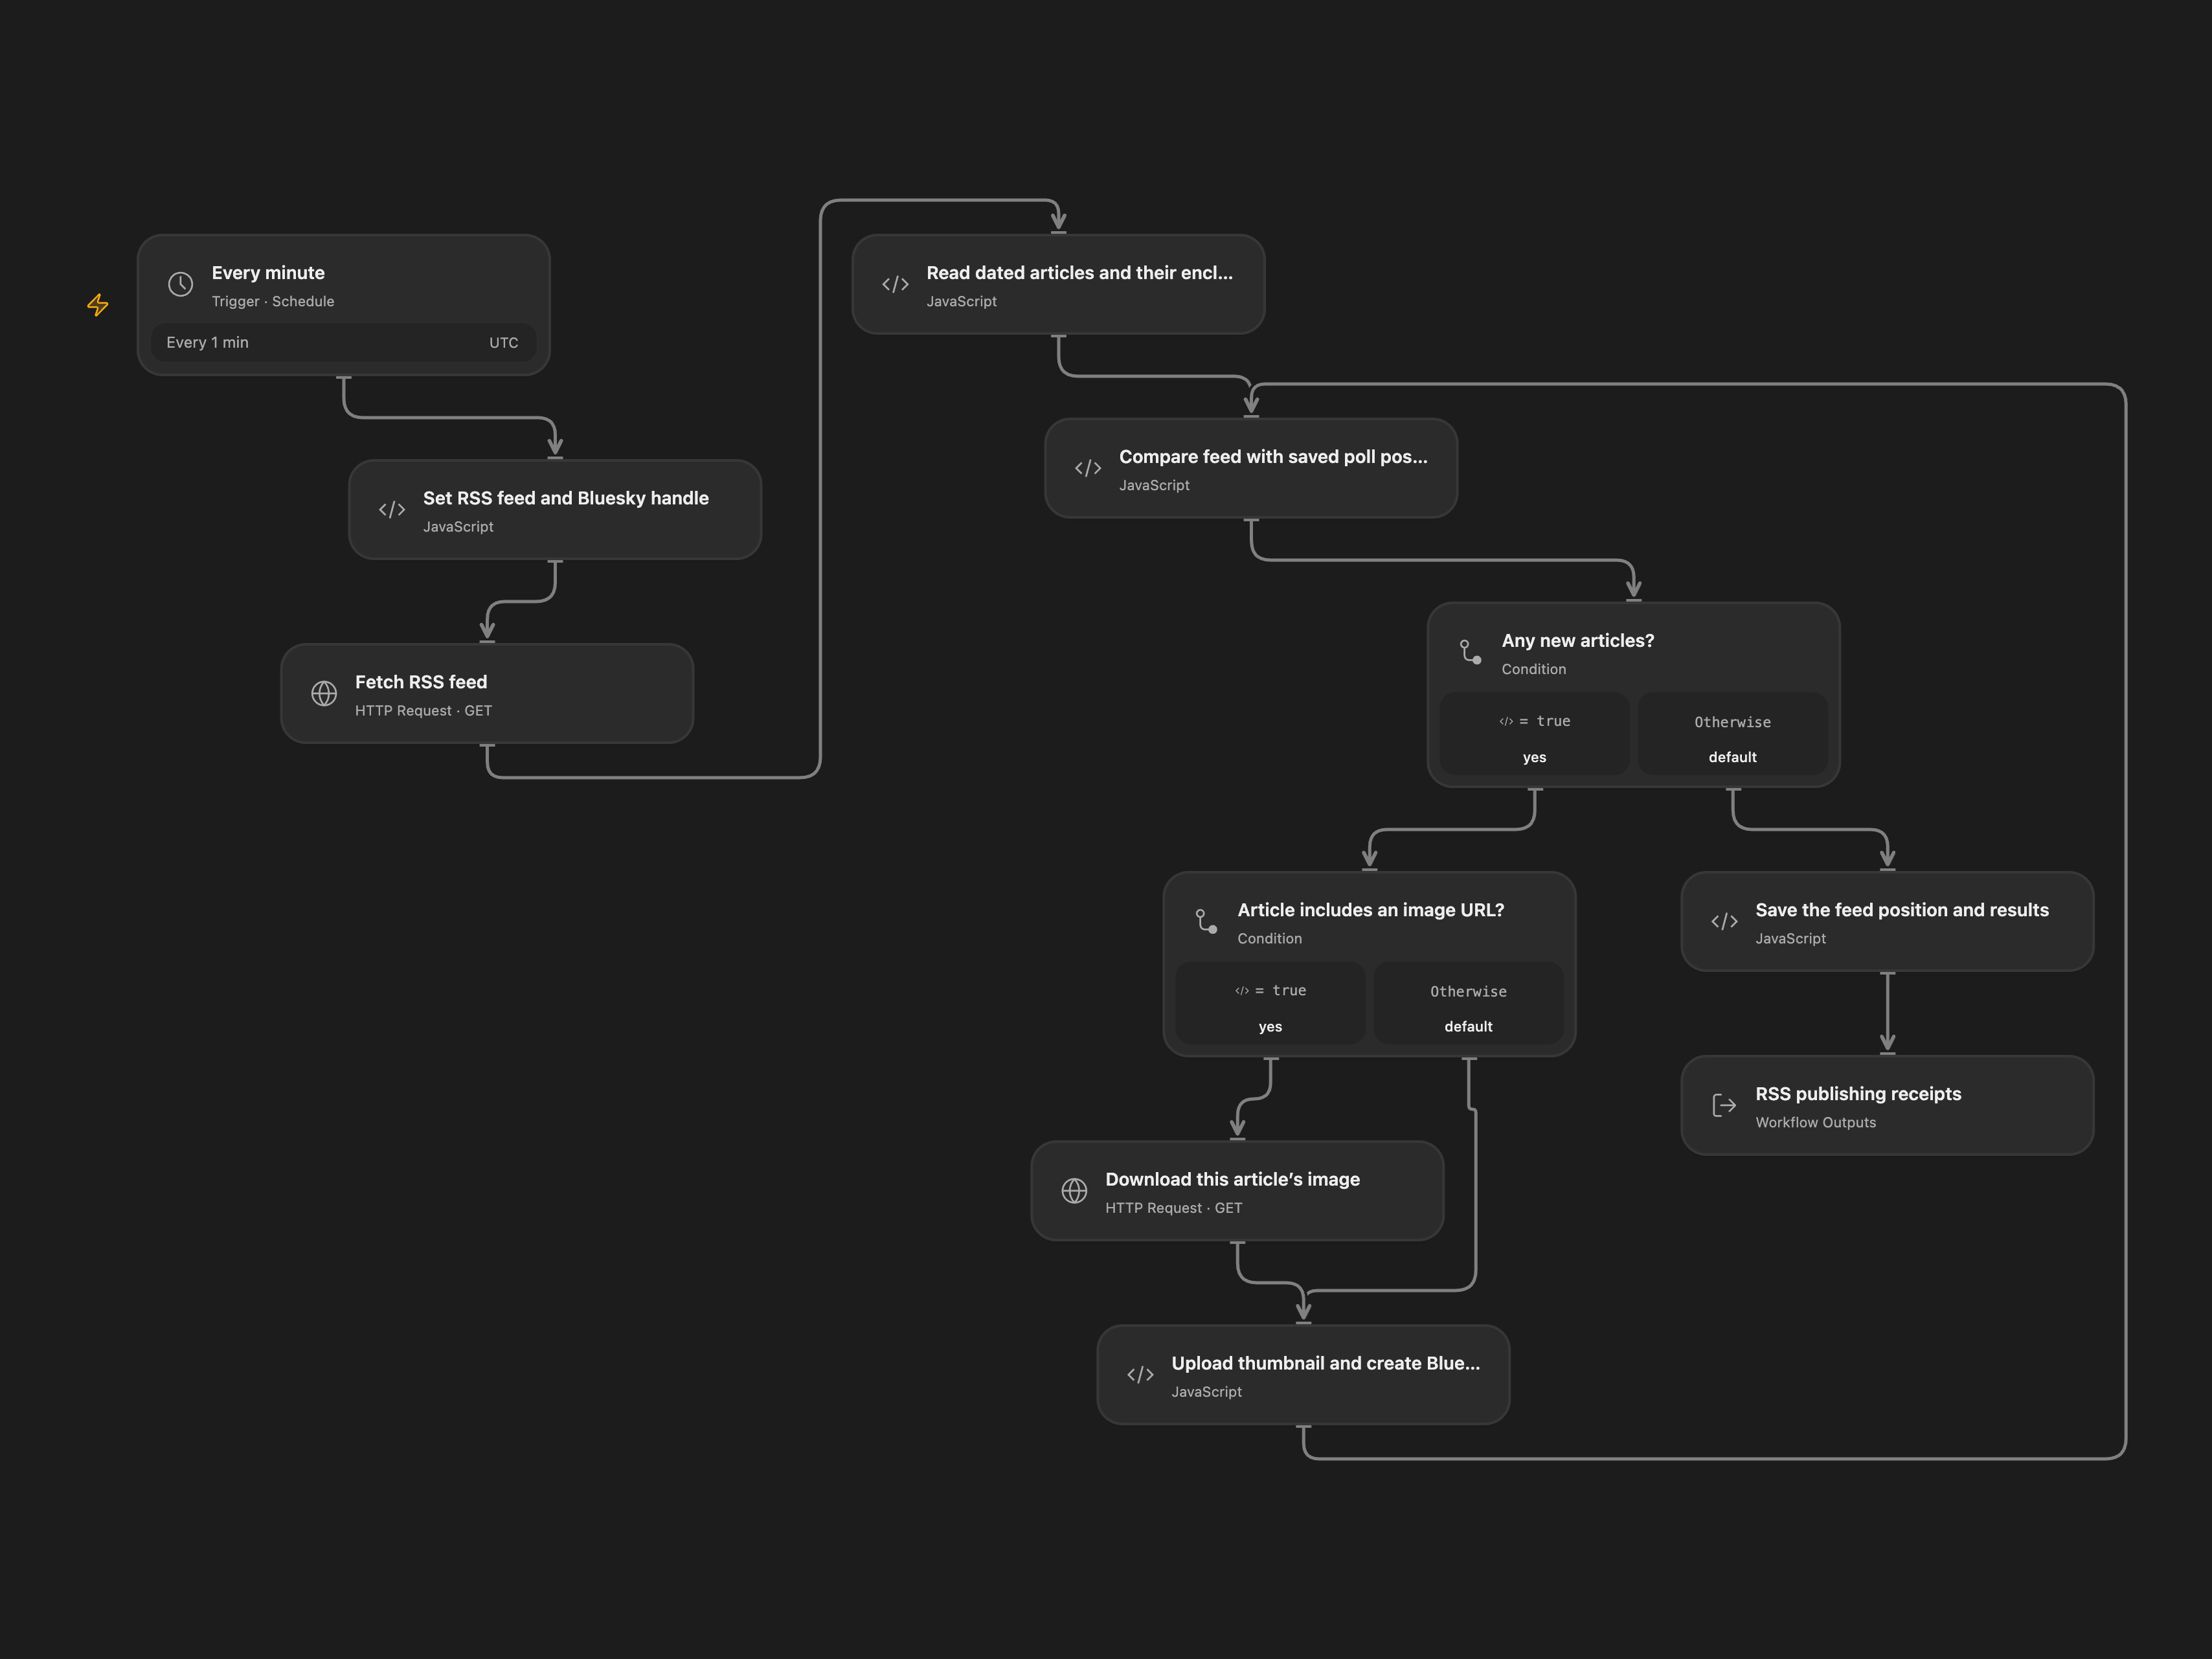 Every minute
Trigger · Schedule
Every 1 min
UTC
Set RSS feed and Bluesky handle
JavaScript
Fetch RSS feed
HTTP Request · GET
Read dated articles and their encl...
JavaScript
Compare feed with saved poll pos...
JavaScript
Any new articles?
Condition
</> = true
yes
Otherwise
default
Article includes an image URL?
Condition
</> = true
yes
Otherwise
default
Save the feed position and results
JavaScript
RSS publishing receipts
Workflow Outputs
Download this article’s image
HTTP Request · GET
Upload thumbnail and create Blue...
JavaScript